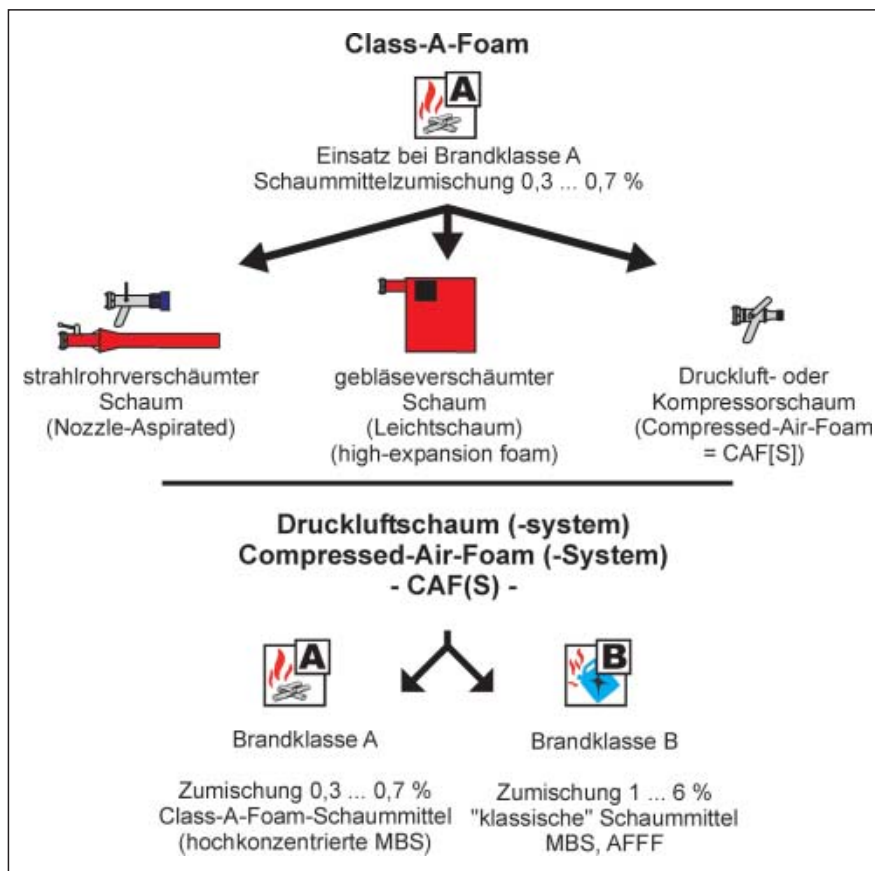 Class-A-Foam
A
Einsatz bei Brandklasse A
Schaummittelzumischung 0,3 ... 0,7 %
strahlrohrverschäumter
Schaum
(Nozzle-Aspirated)
gebläseverschäumter
Schaum
(Leichtschaum)
(high-expansion foam)
Druckluft- oder
Kompressorschaum
(Compressed-Air-Foam
= CAF[S])
Druckluftschaum (-system)
Compressed-Air-Foam (-System)
- CAF(S) -
A
Brandklasse A
Zumischung 0,3 ... 0,7 %
Class-A-Foam-Schaummittel
(hochkonzentrierte MBS)
B
Brandklasse B
Zumischung 1 ... 6 %
"klassische" Schaummittel
MBS, AFFF